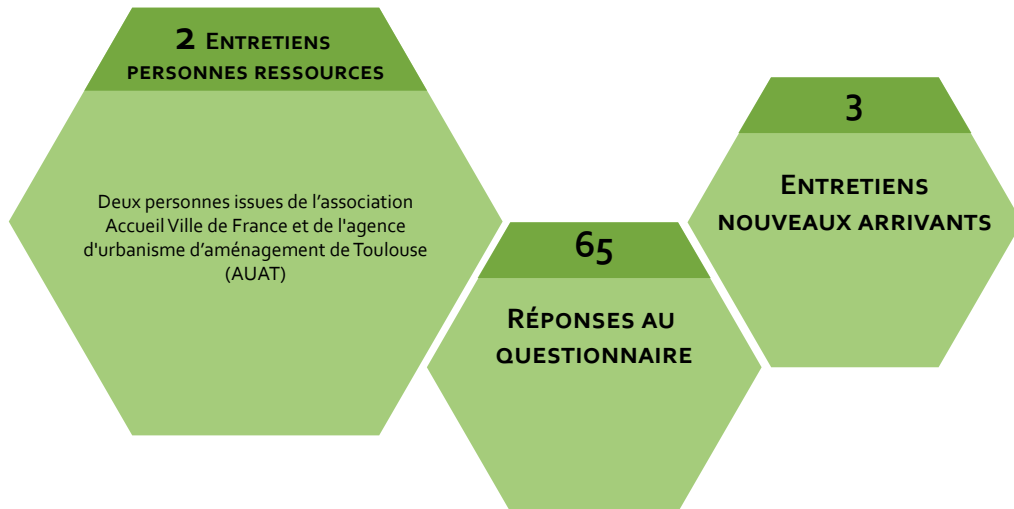 2 Entretiens
personnes ressources
Deux personnes issues de l’association
Accueil Ville de France et de l'agence
d'urbanisme d’aménagement de Toulouse
(AUAT)
65
Réponses au
questionnaire
3
Entretiens
nouveaux arrivants